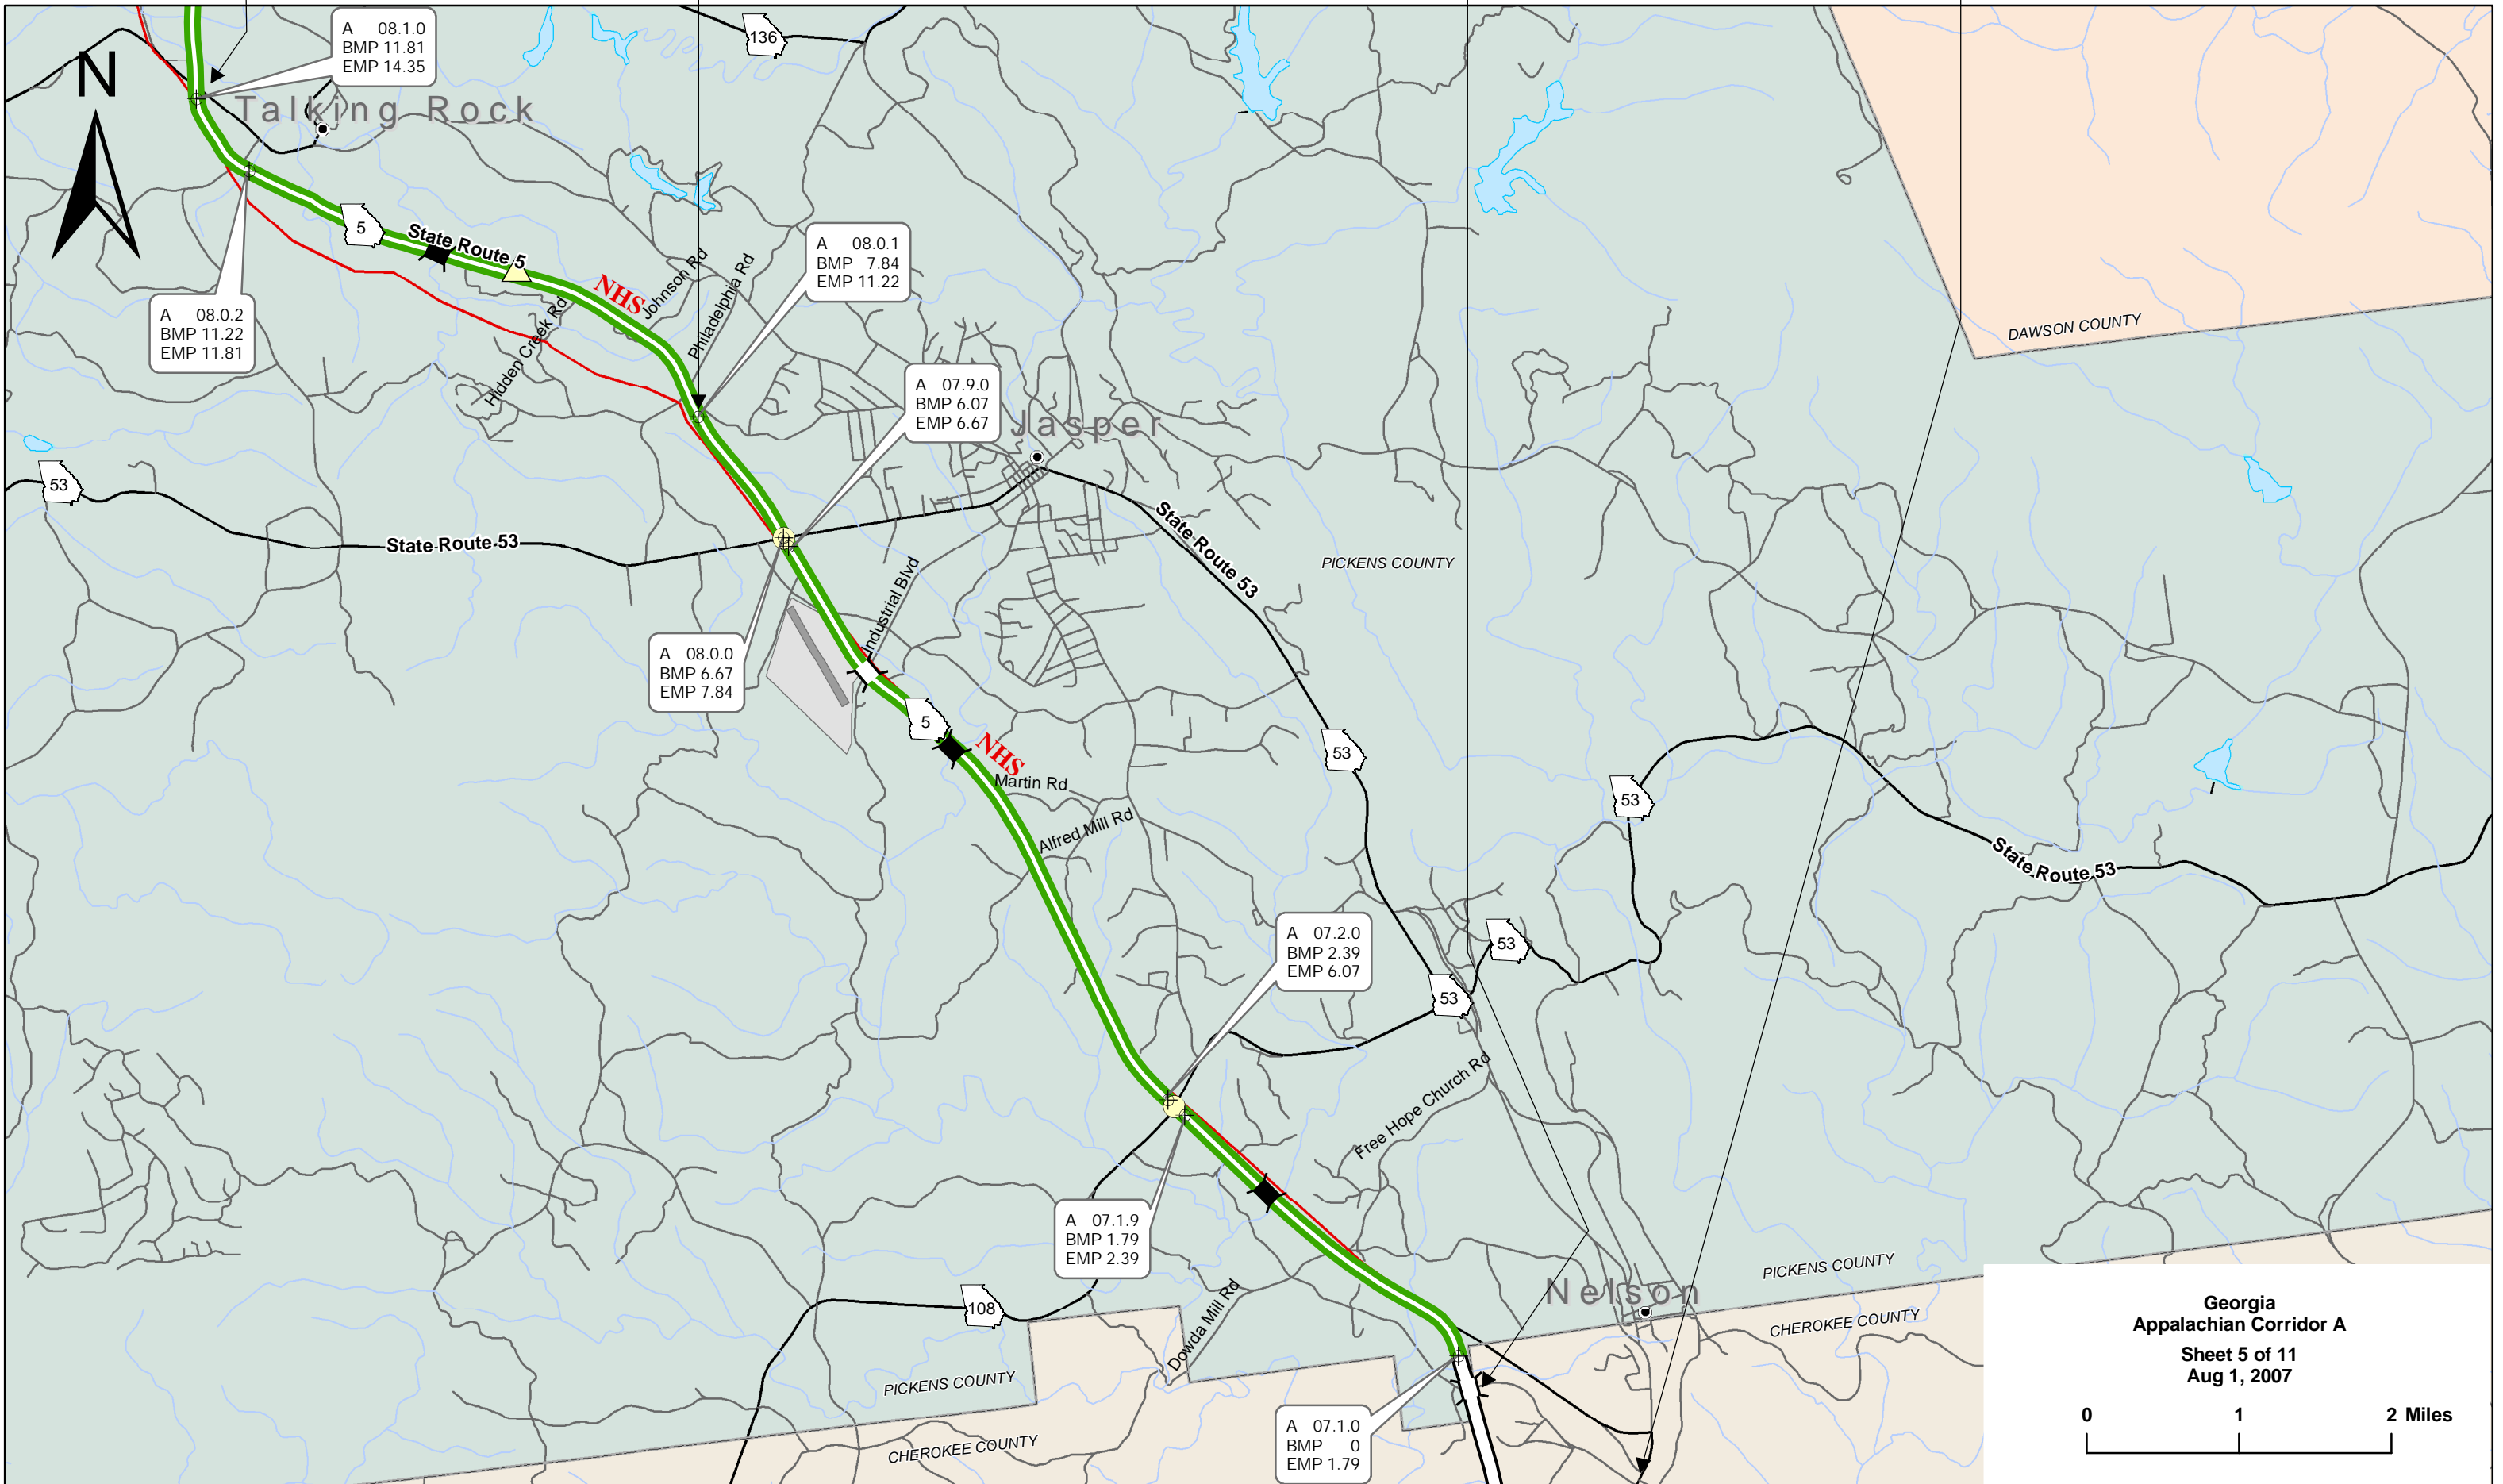 136
A 08.1.0
BMP 11.81
EMP 14.35
N
Talking Rock
5
State Route 5
NHS
Johnson Rd
Philadelphia Rd
Hidden Creek Rd
A 08.0.1
BMP 7.84
EMP 11.22
A 08.0.2
BMP 11.22
EMP 11.81
DAWSON COUNTY
A 07.9.0
BMP 6.07
EMP 6.67
Jasper
53
State Route 53
State Route 53
PICKENS COUNTY
Industrial Blvd
A 08.0.0
BMP 6.67
EMP 7.84
5
NHS
53
Martin Rd
53
Alfred Mill Rd
State Route 53
A 07.2.0
BMP 2.39
EMP 6.07
53
53
Free Hope Church Rd
A 07.1.9
BMP 1.79
EMP 2.39
Dowda Mill Rd
108
Nelson
PICKENS COUNTY
CHEROKEE COUNTY
PICKENS COUNTY
CHEROKEE COUNTY
A 07.1.0
BMP 0
EMP 1.79
Georgia
Appalachian Corridor A
Sheet 5 of 11
Aug 1, 2007
0 1 2 Miles